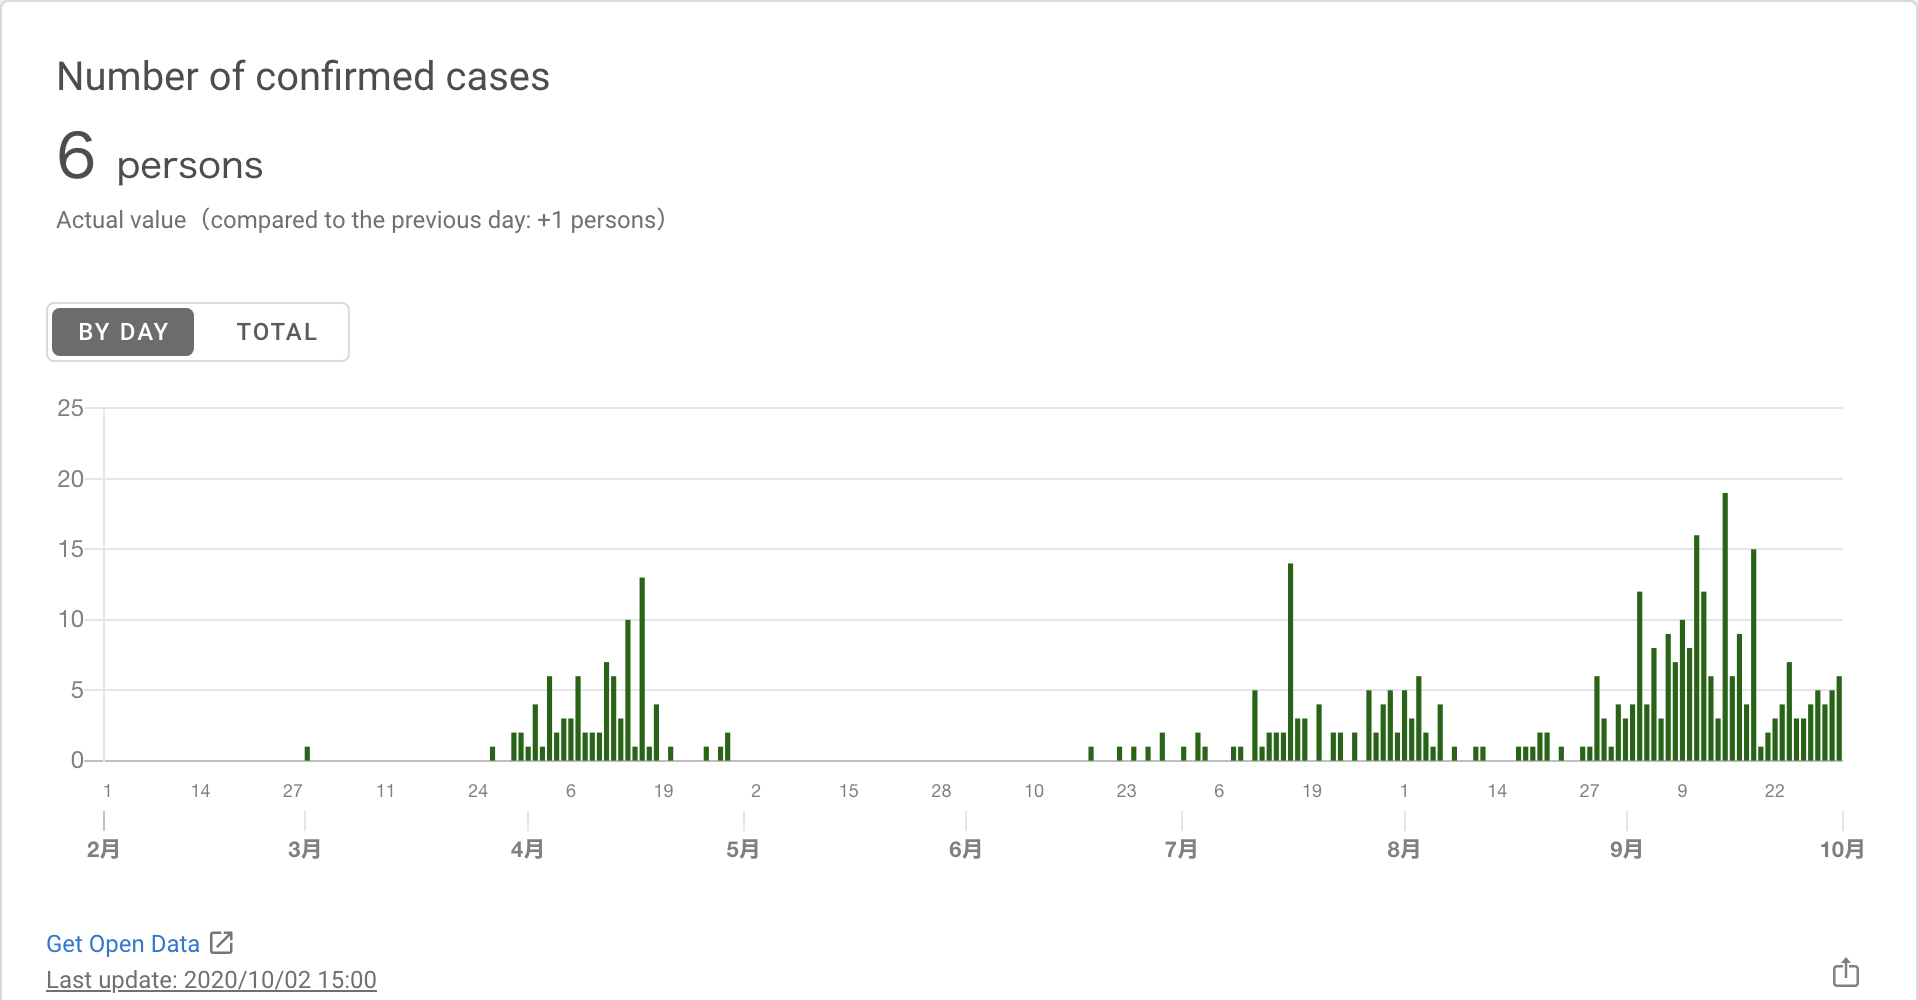 Number of confirmed cases
6 persons
Actual value（compared to the previous day: +1 persons）
BY DAY TOTAL
25
20
15
10
5
0
1 14 27 11 24 6 19 2 15 28 10 23 6 19 1 14 27 9 22
2月 3月 4月 5月 6月 7月 8月 9月 10月
Get Open Data
Last update: 2020/10/02 15:00